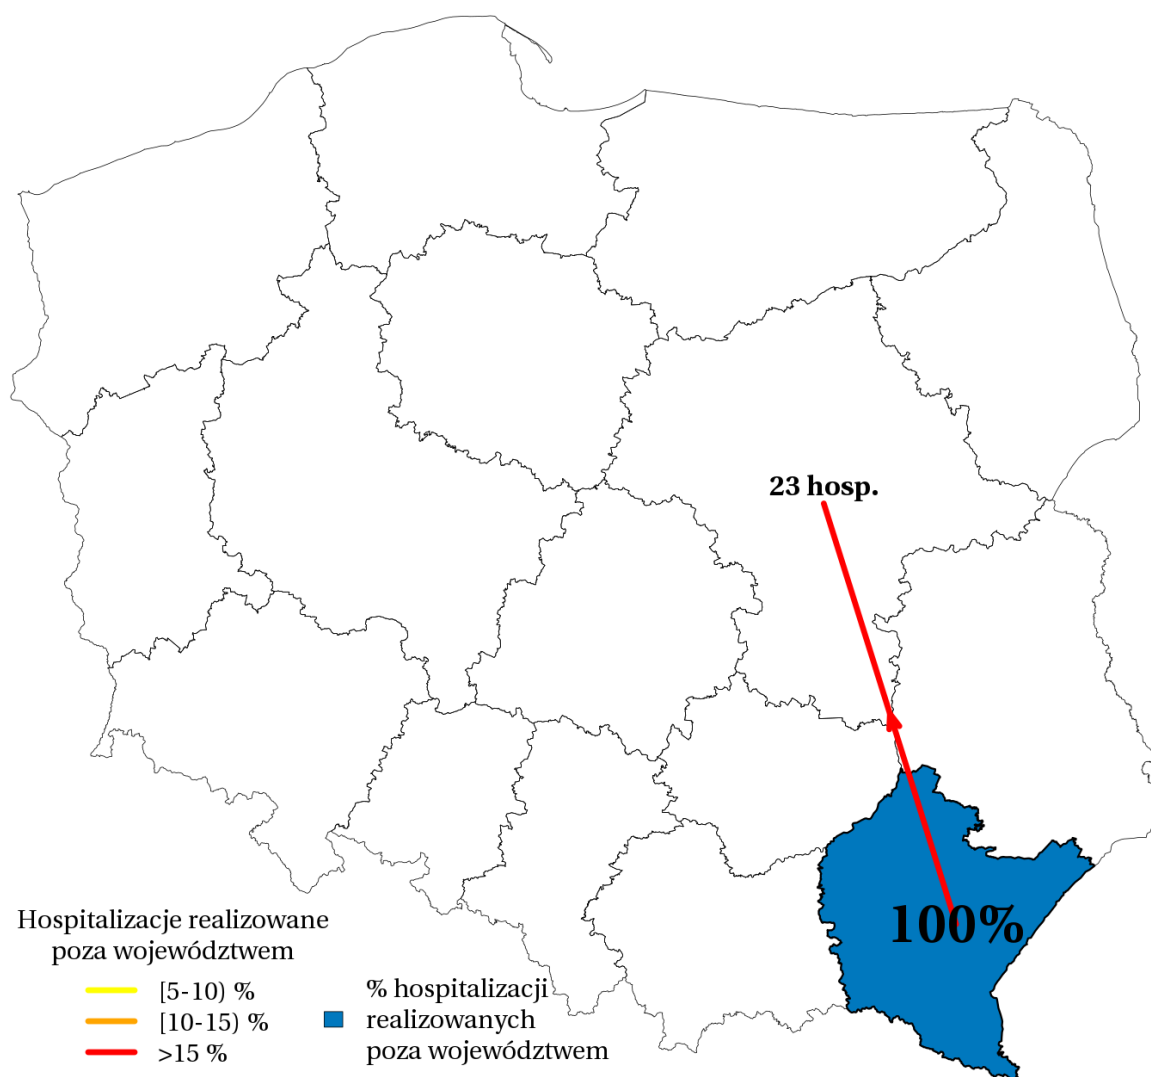 23 hosp.
100%
Hospitalizacje realizowane
poza województwem
[5-10) %
[10-15) %
>15 %
% hospitalizacji
realizowanych
poza województwem